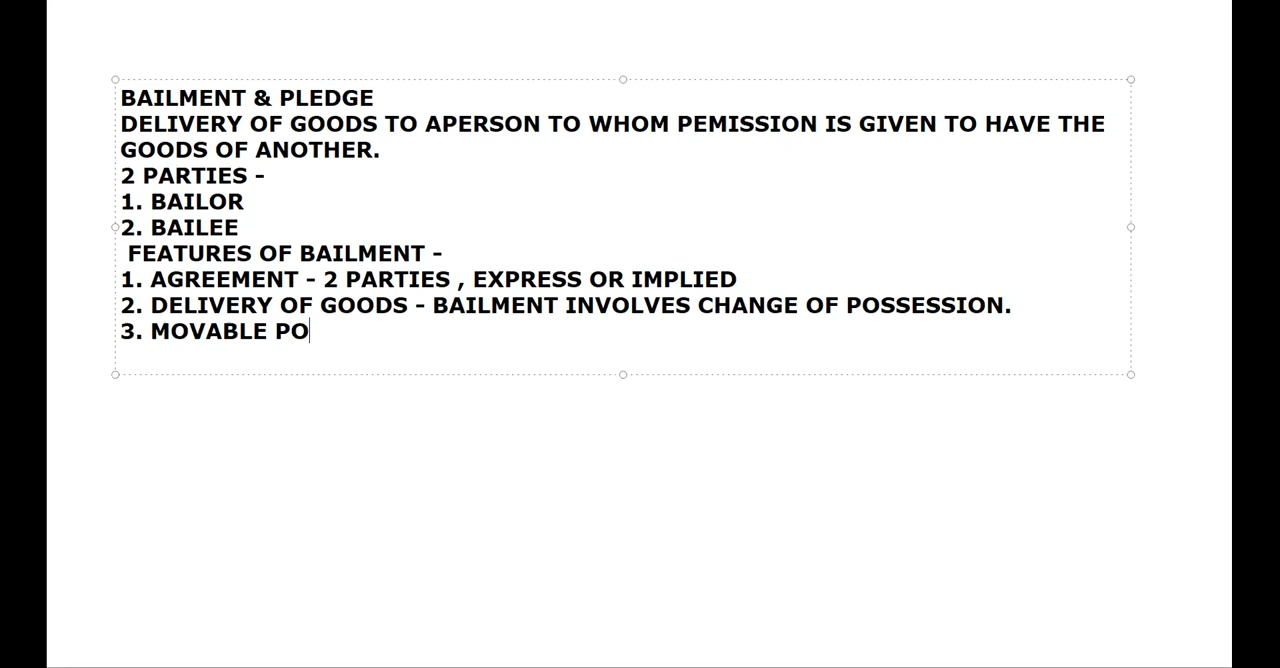 BAILMENT & PLEDGE
DELIVERY OF GOODS TO APERSON TO WHOM PEMISSION IS GIVEN TO HAVE THE
GOODS OF ANOTHER.
2 PARTIES -
1. BAILOR
2. BAILEE
FEATURES OF BAILMENT -
1. AGREEMENT - 2 PARTIES , EXPRESS OR IMPLIED
2. DELIVERY OF GOODS - BAILMENT INVOLVES CHANGE OF POSSESSION.
3. MOVABLE PO